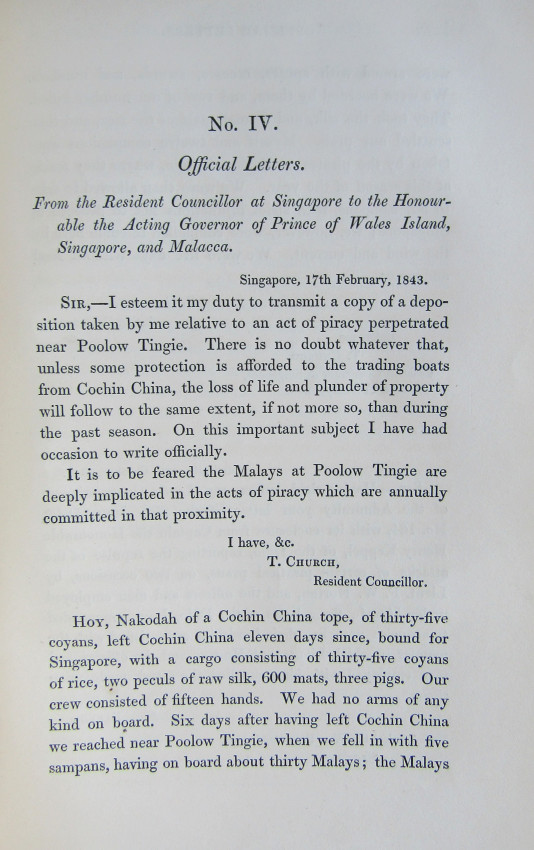 No. IV.
Official Letters.
From the Resident Councillor at Singapore to the Honour-
able the Acting Governor of Prince of Wales Island,
Singapore, and Malacca.
Singapore, 17th February, 1843.
SIR,—I esteem it my duty to transmit a copy of a depo-
sition taken by me relative to an act of piracy perpetrated
near Poolow Tingie. There is no doubt whatever that,
unless some protection is afforded to the trading boats
from Cochin China, the loss of life and plunder of property
will follow to the same extent, if not more so, than during
the past season. On this important subject I have had
occasion to write officially.
It is to be feared the Malays at Poolow Tingie are
deeply implicated in the acts of piracy which are annually
committed in that proximity.
I have, &c.
T. CHURCH,
Resident Councillor.
HOY, Nakodah of a Cochin China tope, of thirty-five
coyans, left Cochin China eleven days since, bound for
Singapore, with a cargo consisting of thirty-five coyans
of rice, two peculs of raw silk, 600 mats, three pigs. Our
crew consisted of fifteen hands. We had no arms of any
kind on board. Six days after having left Cochin China
we reached near Poolow Tingie, when we fell in with five
sampans, having on board about thirty Malays; the Malays